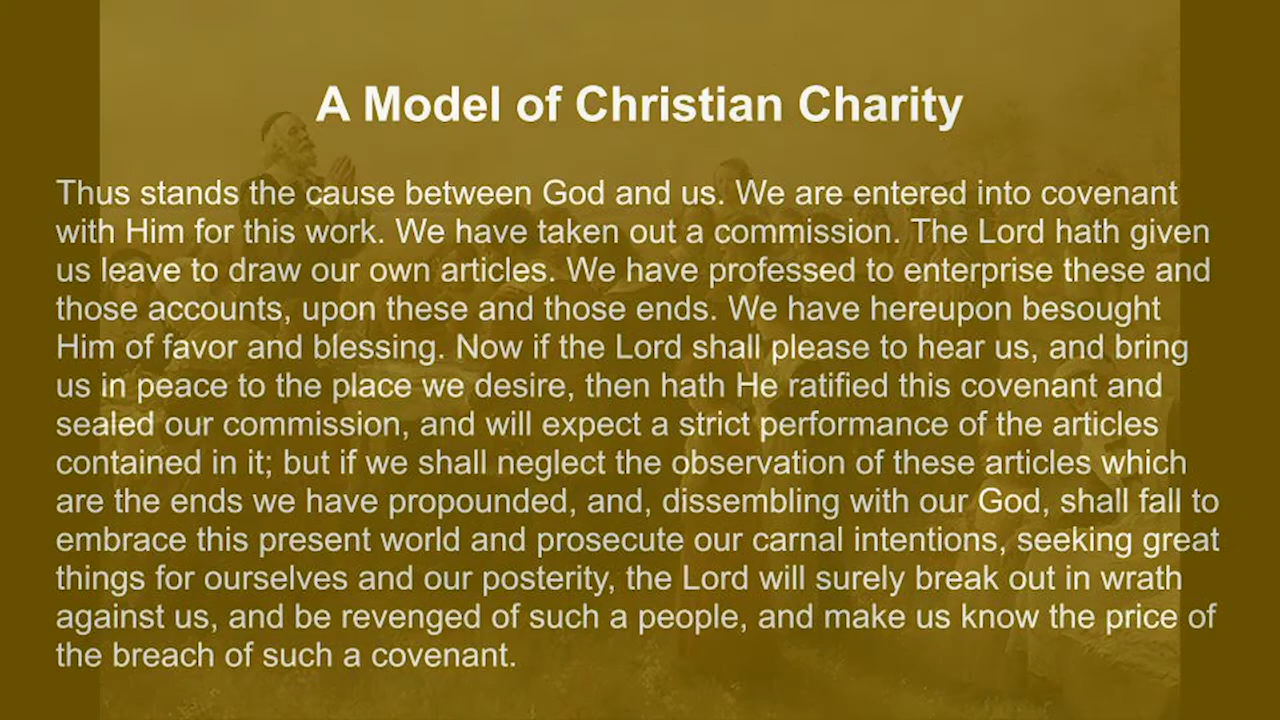 A Model of Christian Charity
Thus stands the cause between God and us. We are entered into covenant
with Him for this work. We have taken out a commission. The Lord hath given
us leave to draw our own articles. We have professed to enterprise these and
those accounts, upon these and those ends. We have hereupon besought
Him of favor and blessing. Now if the Lord shall please to hear us, and bring
us in peace to the place we desire, then hath He ratified this covenant and
sealed our commission, and will expect a strict performance of the articles
contained in it; but if we shall neglect the observation of these articles which
are the ends we have propounded, and, dissembling with our God, shall fall to
embrace this present world and prosecute our carnal intentions, seeking great
things for ourselves and our posterity, the Lord will surely break out in wrath
against us, and be revenged of such a people, and make us know the price of
the breach of such a covenant.